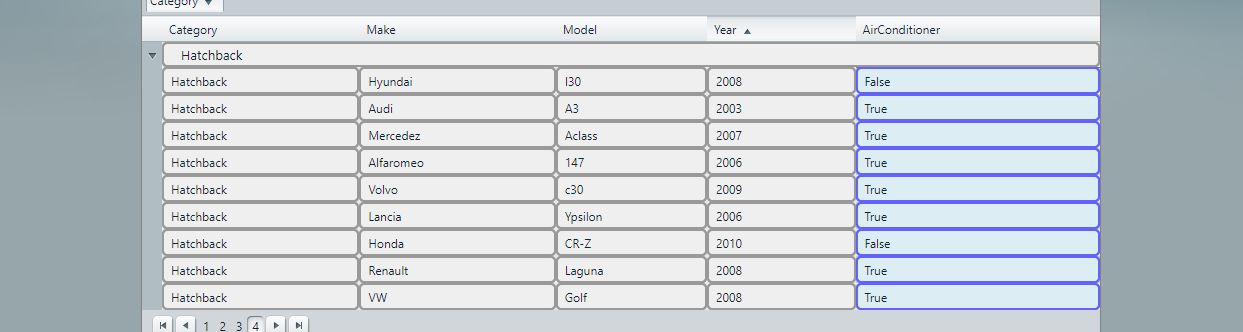 Category
Category Make Model Year AirConditioner
Hatchback
Hatchback Hyundai I30 2008 False
Hatchback Audi A3 2003 True
Hatchback Mercedez Aclass 2007 True
Hatchback Alfaromeo 147 2006 True
Hatchback Volvo c30 2009 True
Hatchback Lancia Ypsilon 2006 True
Hatchback Honda CR-Z 2010 False
Hatchback Renault Laguna 2008 True
Hatchback VW Golf 2008 True
1 2 3 4